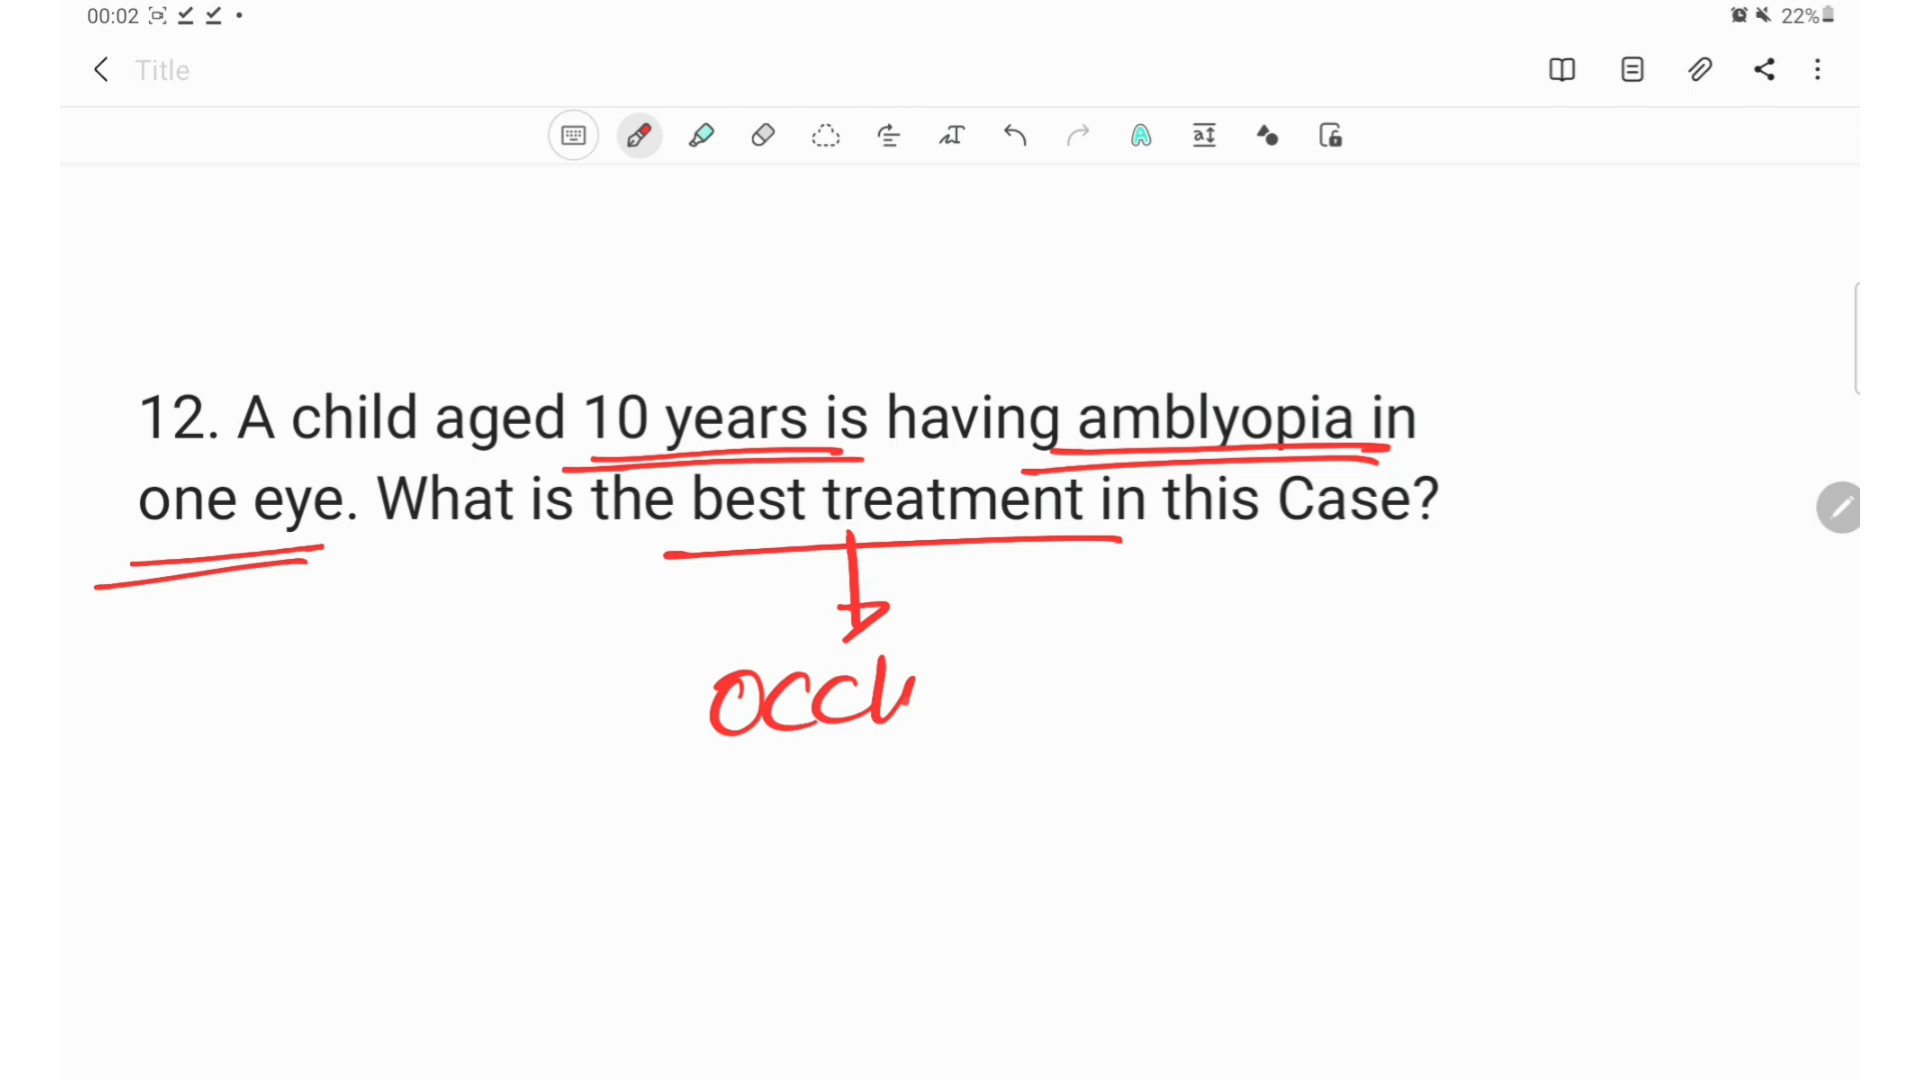 00:02
22%
Title
12. A child aged 10 years is having amblyopia in
one eye. What is the best treatment in this Case?
occlu